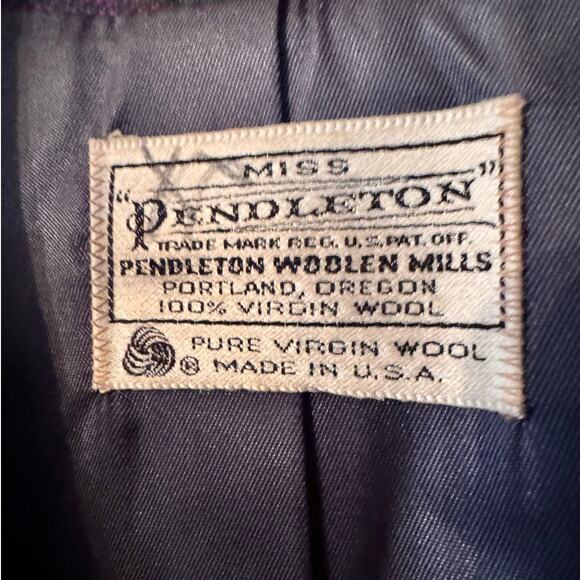 MISS
"PENDLETON"
TRADE MARK REG. U.S. PAT. OFF.
PENDLETON WOOLEN MILLS
PORTLAND, OREGON
100% VIRGIN WOOL
PURE VIRGIN WOOL
® MADE IN U.S.A.